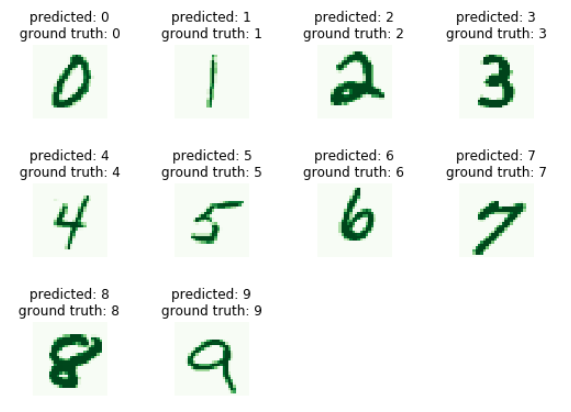 predicted: 0
ground truth: 0
0
predicted: 1
ground truth: 1
1
predicted: 2
ground truth: 2
2
predicted: 3
ground truth: 3
3
predicted: 4
ground truth: 4
4
predicted: 5
ground truth: 5
5
predicted: 6
ground truth: 6
6
predicted: 7
ground truth: 7
7
predicted: 8
ground truth: 8
8
predicted: 9
ground truth: 9
9